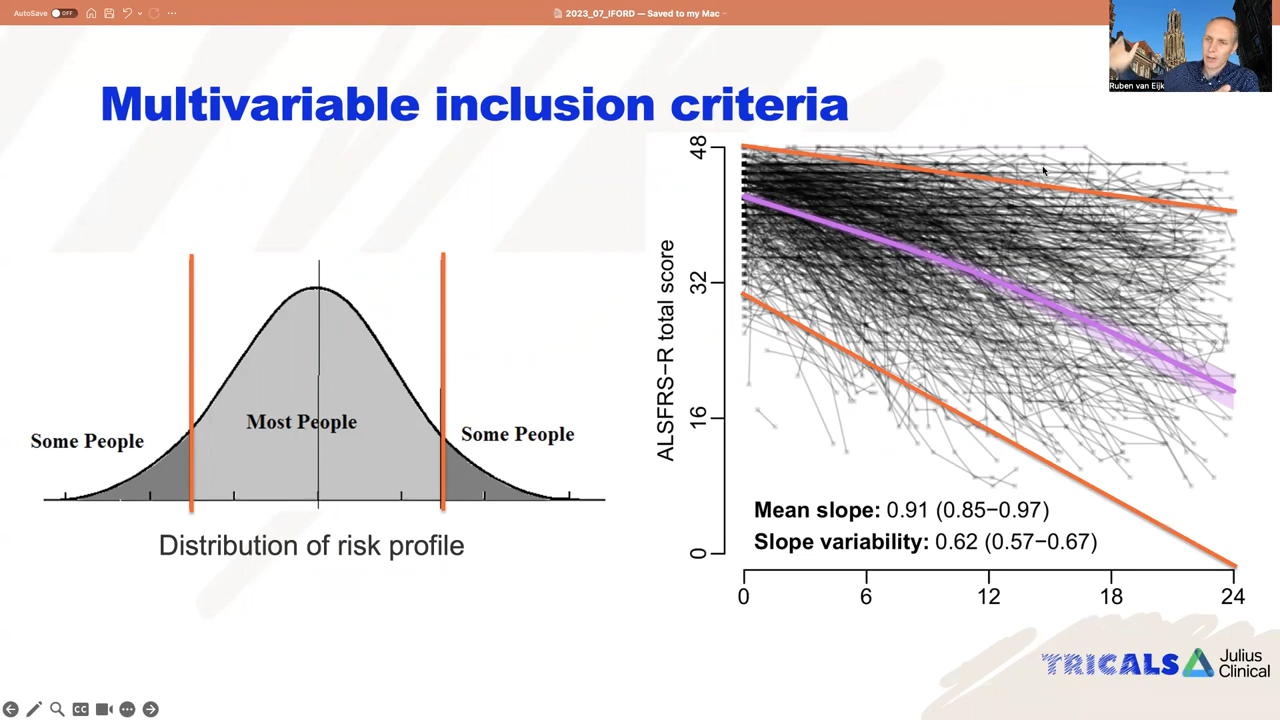 AutoSave OFF
2023_07_IFORD — Saved to my Mac
Ruben van Eijk
Multivariable inclusion criteria
Some People
Most People
Some People
Distribution of risk profile
ALSFRS−R total score
48
32
16
0
Mean slope: 0.91 (0.85−0.97)
Slope variability: 0.62 (0.57−0.67)
0 6 12 18 24
TRICALS
Julius
Clinical
CC